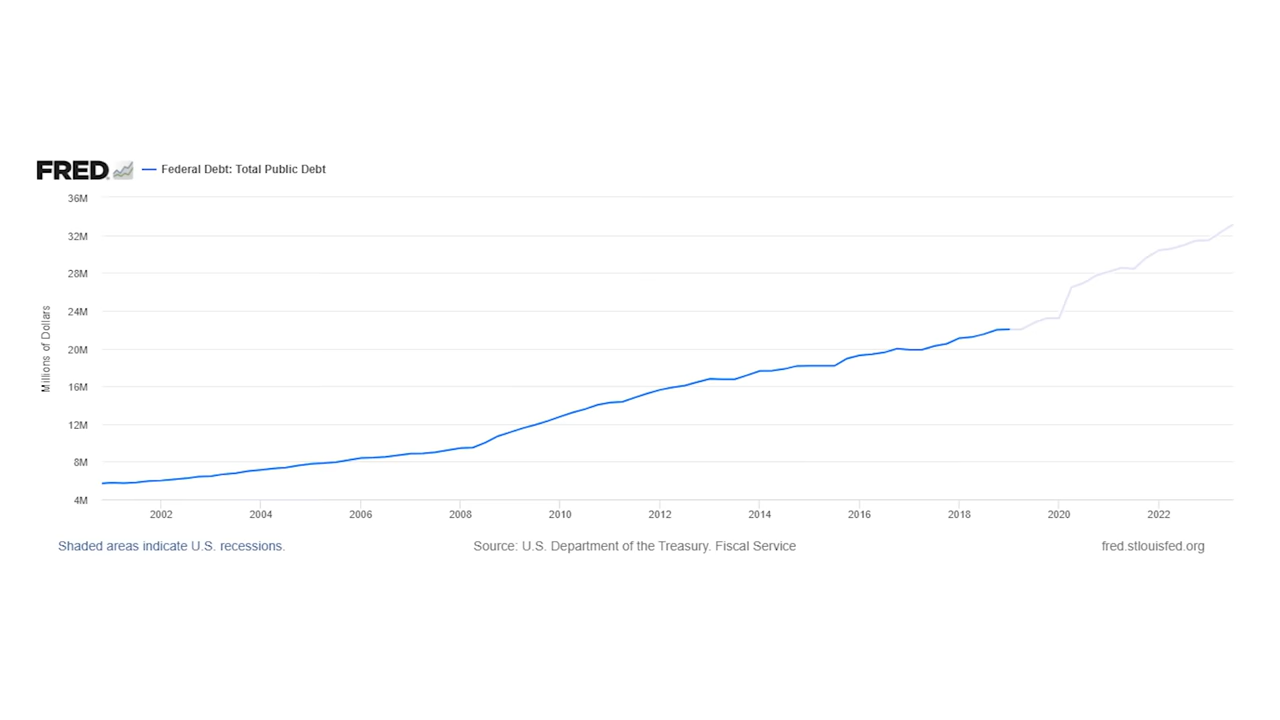 FRED Federal Debt: Total Public Debt
36M
32M
28M
24M
20M
16M
12M
8M
4M
Millions of Dollars
2002 2004 2006 2008 2010 2012 2014 2016 2018 2020 2022
Shaded areas indicate U.S. recessions. Source: U.S. Department of the Treasury. Fiscal Service fred.stlouisfed.org